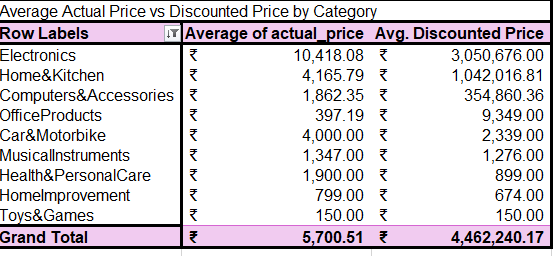 Average Actual Price vs Discounted Price by Category
Row Labels Average of actual_price Avg. Discounted Price
Electronics ₹ 10,418.08 ₹ 3,050,676.00
Home&Kitchen ₹ 4,165.79 ₹ 1,042,016.81
Computers&Accessories ₹ 1,862.35 ₹ 354,860.36
OfficeProducts ₹ 397.19 ₹ 9,349.00
Car&Motorbike ₹ 4,000.00 ₹ 2,339.00
MusicalInstruments ₹ 1,347.00 ₹ 1,276.00
Health&PersonalCare ₹ 1,900.00 ₹ 899.00
HomeImprovement ₹ 799.00 ₹ 674.00
Toys&Games ₹ 150.00 ₹ 150.00
Grand Total ₹ 5,700.51 ₹ 4,462,240.17